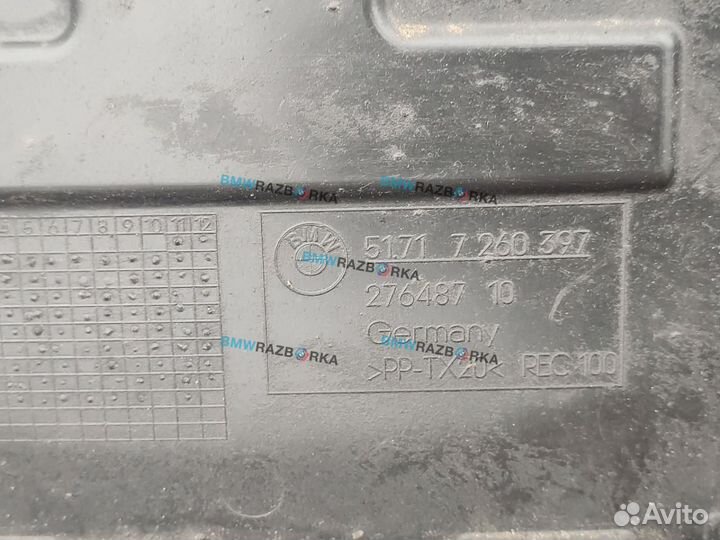 BMWRAZBORKA BMWRAZBORKA
5 6 7 8 9 10 11 12
BMW
51.71 7 260 397
BMWRAZBORKA
276487 10
Germany
BMWRAZBORKA BMWRAZBORKA
>PP-TX20< REC 100
Avito